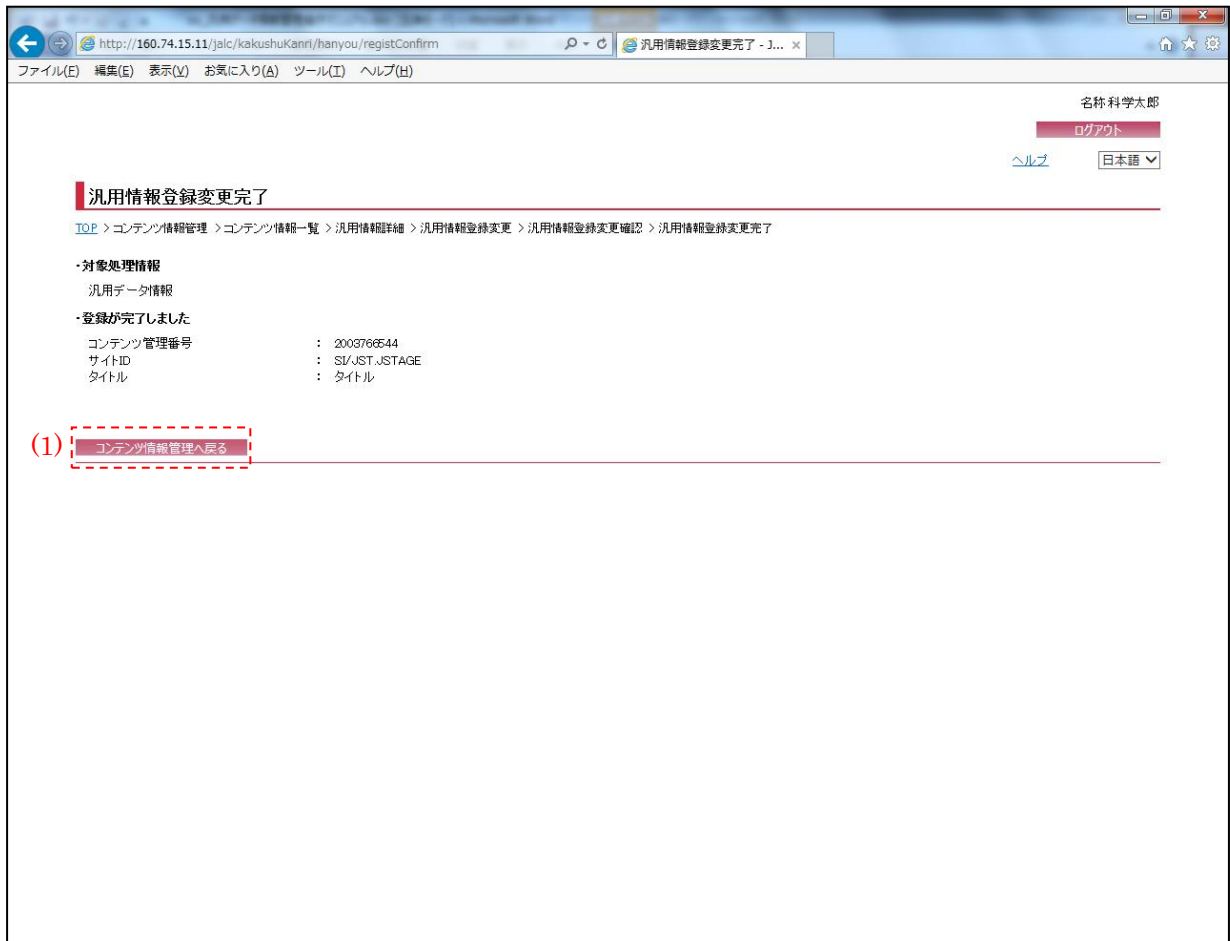 http://160.74.15.11/jalc/kakushuKanri/hanyou/registConfirm
汎用情報登録変更完了 - J...
ファイル(F) 編集(E) 表示(V) お気に入り(A) ツール(T) ヘルプ(H)
名称 科学太郎
ログアウト
ヘルプ 日本語
汎用情報登録変更完了
TOP > コンテンツ情報管理 > コンテンツ情報一覧 > 汎用情報詳細 > 汎用情報登録変更 > 汎用情報登録変更確認 > 汎用情報登録変更完了
・対象処理情報
汎用データ情報
・登録が完了しました
コンテンツ管理番号 : 2003766544
サイトID : SI/JST.JSTAGE
タイトル : タイトル
(1) コンテンツ情報管理へ戻る